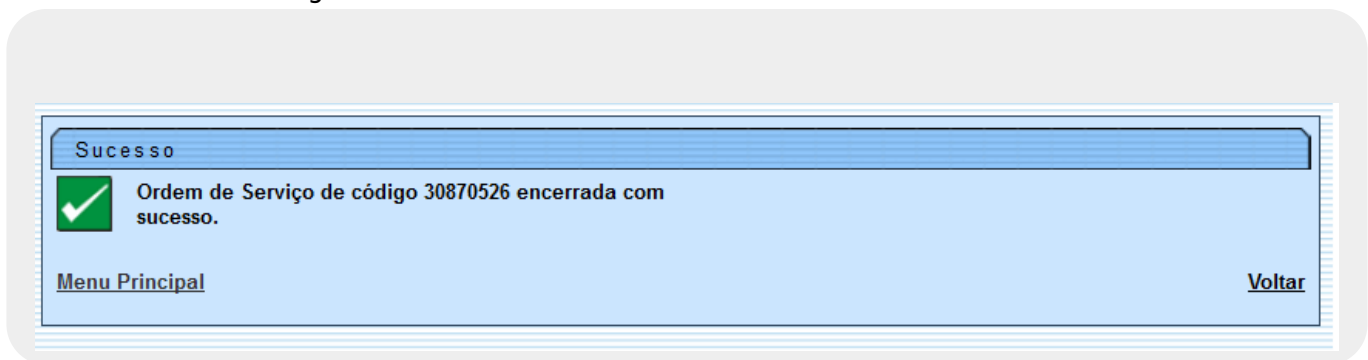 Sucesso
Ordem de Serviço de código 30870526 encerrada com
sucesso.
Menu Principal
Voltar